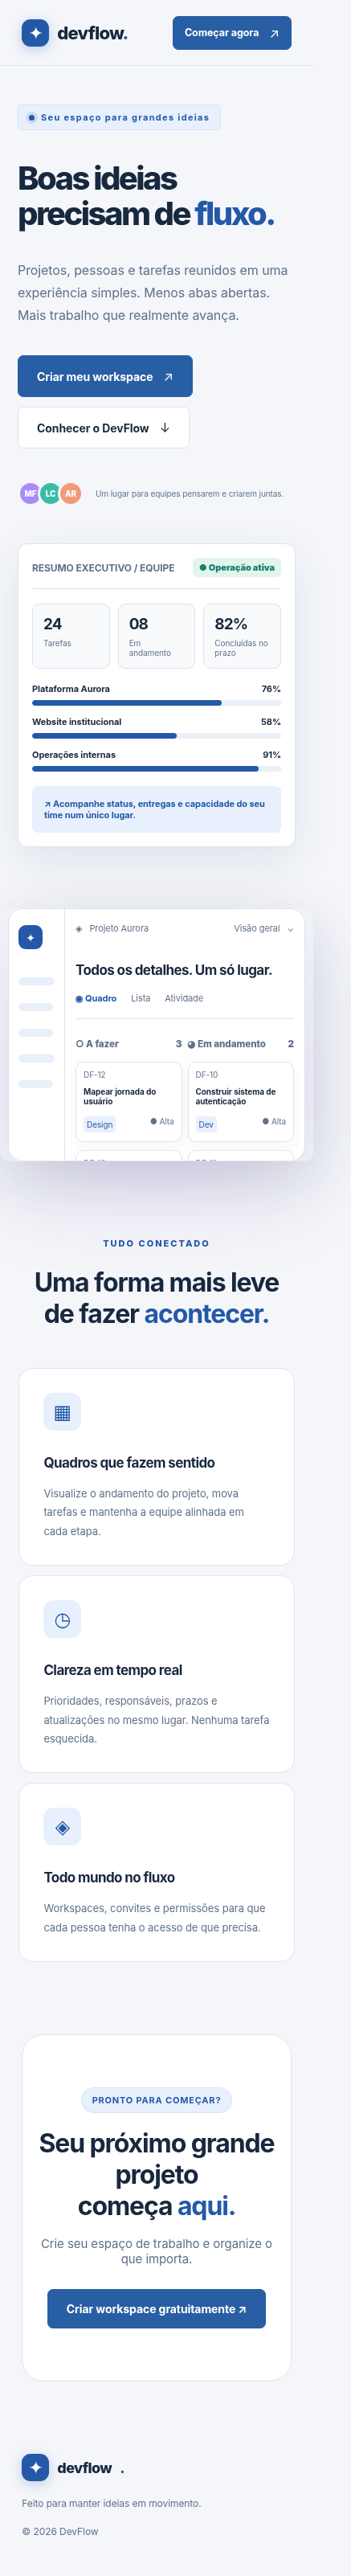 devflow.
Começar agora ↗
Seu espaço para grandes ideias
Boas ideias
precisam de fluxo.
Projetos, pessoas e tarefas reunidos em uma
experiência simples. Menos abas abertas.
Mais trabalho que realmente avança.
Criar meu workspace ↗
Conhecer o DevFlow ↓
MF LC AR Um lugar para equipes pensarem e criarem juntas.
RESUMO EXECUTIVO / EQUIPE
Operação ativa
24 08 82%
Tarefas Em Concluídas no
andamento prazo
Plataforma Aurora 76%
Website institucional 58%
Operações internas 91%
↗ Acompanhe status, entregas e capacidade do seu
time num único lugar.
Projeto Aurora Visão geral
Todos os detalhes. Um só lugar.
Quadro Lista Atividade
A fazer 3 Em andamento 2
DF-12 DF-10
Mapear jornada do Construir sistema de
usuário autenticação
Design Alta Dev Alta
TUDO CONECTADO
Uma forma mais leve
de fazer acontecer.
Quadros que fazem sentido
Visualize o andamento do projeto, mova
tarefas e mantenha a equipe alinhada em
cada etapa.
Clareza em tempo real
Prioridades, responsáveis, prazos e
atualizações no mesmo lugar. Nenhuma tarefa
esquecida.
Todo mundo no fluxo
Workspaces, convites e permissões para que
cada pessoa tenha o acesso de que precisa.
PRONTO PARA COMEÇAR?
Seu próximo grande
projeto
começa aqui.
Crie seu espaço de trabalho e organize o
que importa.
Criar workspace gratuitamente ↗
devflow .
Feito para manter ideias em movimento.
© 2026 DevFlow